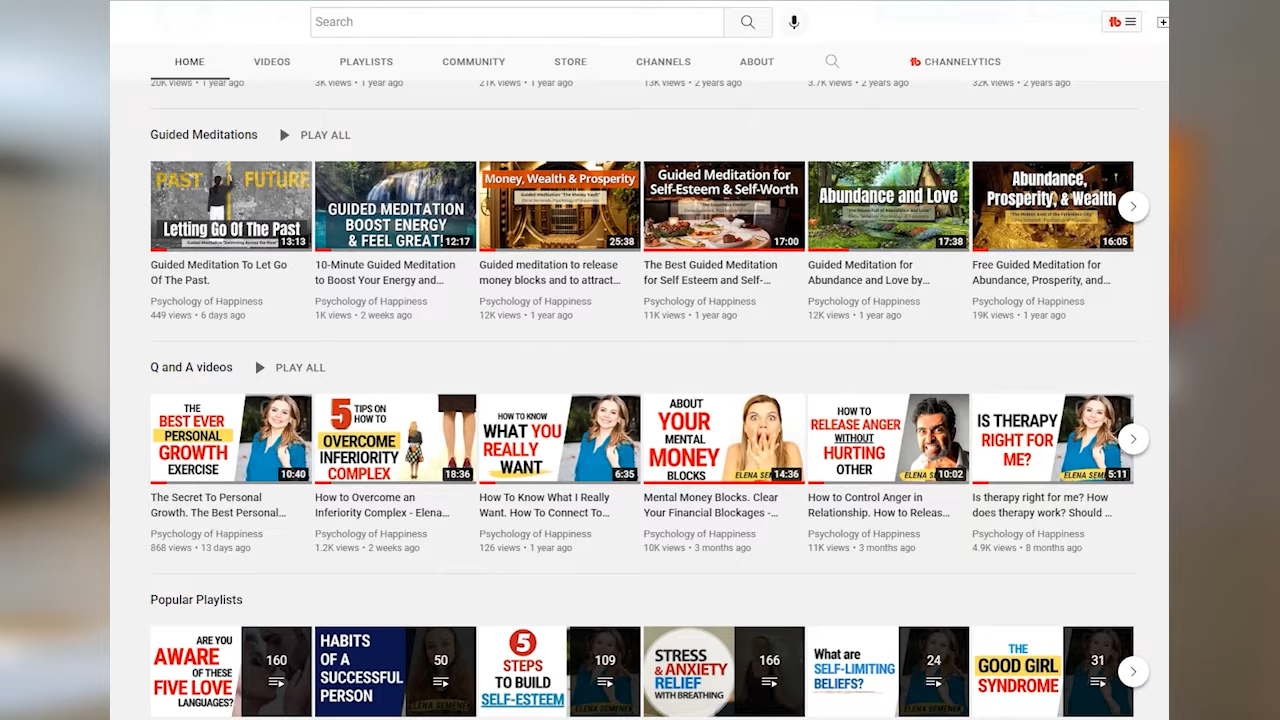 Search
HOME
VIDEOS
PLAYLISTS
COMMUNITY
STORE
CHANNELS
ABOUT
CHANNELYTICS
20K views • 1 year ago
3K views • 1 year ago
21K views • 1 year ago
13K views • 2 years ago
3.7K views • 2 years ago
32K views • 2 years ago
Guided Meditations
PLAY ALL
PAST FUTURE
Letting Go Of The Past
13:13
GUIDED MEDITATION
BOOST ENERGY
& FEEL GREAT!
12:17
Money, Wealth & Prosperity
25:38
Guided Meditation for
Self-Esteem & Self-Worth
17:00
Abundance and Love
17:38
Abundance,
Prosperity, & Wealth
16:05
Guided Meditation To Let Go
Of The Past.
Psychology of Happiness
449 views • 6 days ago
10-Minute Guided Meditation
to Boost Your Energy and...
Psychology of Happiness
1K views • 2 weeks ago
Guided meditation to release
money blocks and to attract...
Psychology of Happiness
12K views • 1 year ago
The Best Guided Meditation
for Self Esteem and Self-...
Psychology of Happiness
11K views • 1 year ago
Guided Meditation for
Abundance and Love by...
Psychology of Happiness
12K views • 1 year ago
Free Guided Meditation for
Abundance, Prosperity, and...
Psychology of Happiness
19K views • 1 year ago
Q and A videos
PLAY ALL
THE
BEST EVER
PERSONAL
GROWTH
EXERCISE
10:40
5 TIPS ON
HOW TO
OVERCOME
INFERIORITY
COMPLEX
18:36
HOW TO KNOW
WHAT YOU
REALLY
WANT
6:35
ABOUT
YOUR
MENTAL
MONEY
BLOCKS
ELENA SEMEN
14:36
HOW TO
RELEASE ANGER
WITHOUT
HURTING
OTHER
ELENA SE
10:02
IS THERAPY
RIGHT FOR
ME?
ELENA SEMEN
5:11
The Secret To Personal
Growth. The Best Personal...
Psychology of Happiness
868 views • 13 days ago
How to Overcome an
Inferiority Complex - Elena...
Psychology of Happiness
1.2K views • 2 weeks ago
How To Know What I Really
Want. How To Connect To...
Psychology of Happiness
126 views • 1 year ago
Mental Money Blocks. Clear
Your Financial Blockages -...
Psychology of Happiness
10K views • 3 months ago
How to Control Anger in
Relationship. How to Releas...
Psychology of Happiness
11K views • 3 months ago
Is therapy right for me? How
does therapy work? Should ...
Psychology of Happiness
4.9K views • 8 months ago
Popular Playlists
ARE YOU
AWARE
OF THESE
FIVE LOVE
LANGUAGES?
160
HABITS
OF A
SUCCESSFUL
PERSON
50
ELENA SEMENEK
5
STEPS
TO BUILD
SELF-ESTEEM
109
ELENA SEMENEK
STRESS
& ANXIETY
RELIEF
WITH BREATHING
166
What are
SELF-LIMITING
BELIEFS?
24
THE
GOOD GIRL
SYNDROME
31